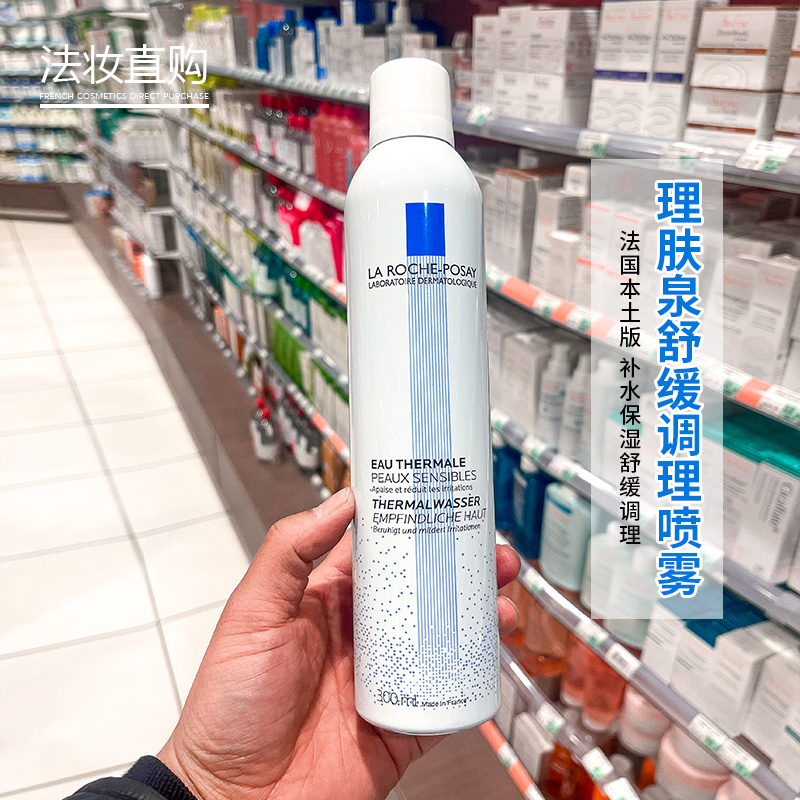 法妆直购
FRENCH COSMETICS DIRECT PURCHASE
理肤泉舒缓调理喷雾
法国本土版 补水保湿舒缓调理
LA ROCHE-POSAY
LABORATOIRE DERMATOLOGIQUE
EAU THERMALE
PEAUX SENSIBLES
Apaise et réduit les irritations
THERMALWASSER
EMPFINDLICHE HAUT
Beruhigt und mildert Irritationen
300 ml
Made in France